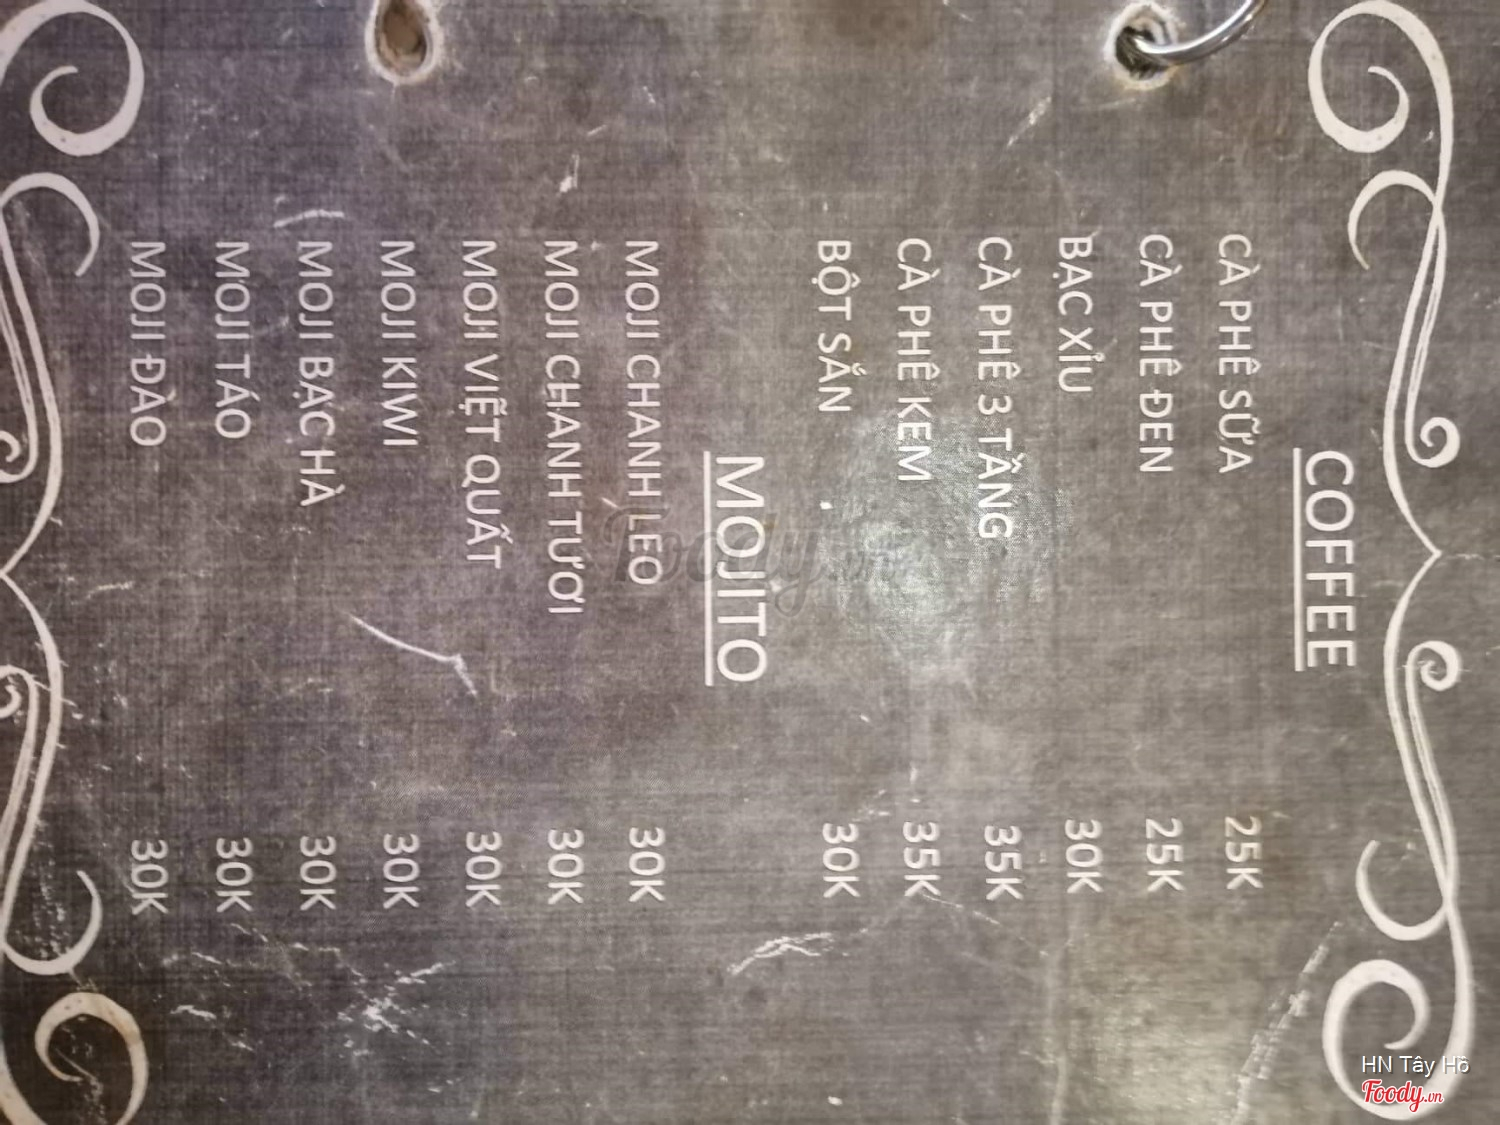 COFFEE
CÀ PHÊ SỮA 25K
CÀ PHÊ ĐEN 25K
BẠC XỈU 30K
CÀ PHÊ 3 TẦNG 35K
CÀ PHÊ KEM 35K
BỘT SẮN 30K
MOJITO
MOJI CHANH LEO 30K
MOJI CHANH TƯƠI 30K
MOJI VIỆT QUẤT 30K
MOJI KIWI 30K
MOJI BẠC HÀ 30K
MOJI TÁO 30K
MOJI ĐÀO 30K
Foody.vn
HN Tây Hồ
Foody.vn